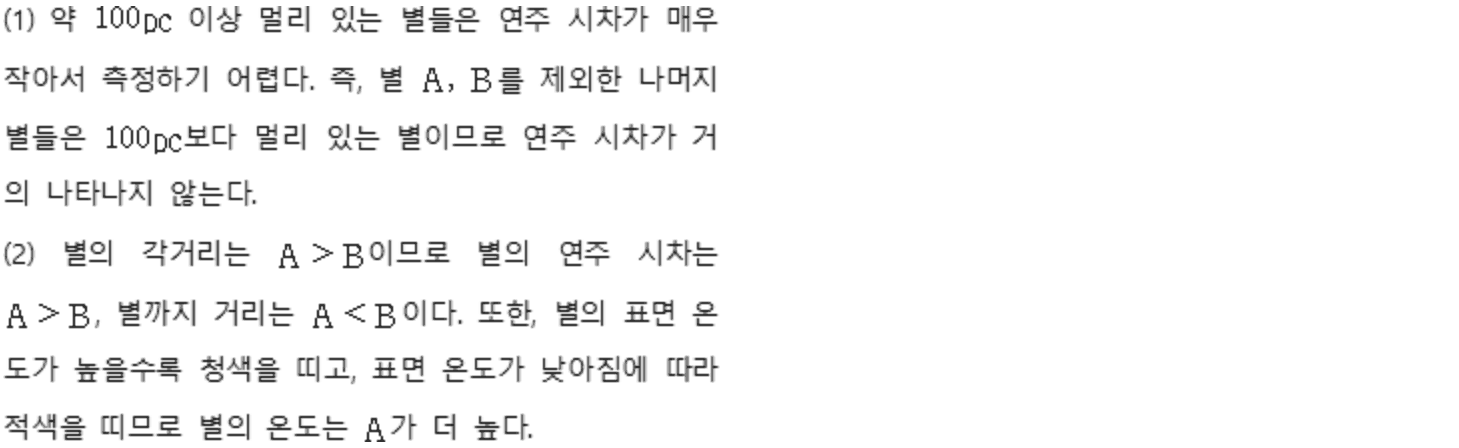 (1) 약 100pc 이상 멀리 있는 별들은 연주 시차가 매우
작아서 측정하기 어렵다. 즉, 별 A, B를 제외한 나머지
별들은 100pc보다 멀리 있는 별이므로 연주 시차가 거
의 나타나지 않는다.
(2) 별의 각거리는 A > B이므로 별의 연주 시차는
A > B, 별까지 거리는 A < B이다. 또한, 별의 표면 온
도가 높을수록 청색을 띠고, 표면 온도가 낮아짐에 따라
적색을 띠므로 별의 온도는 A가 더 높다.